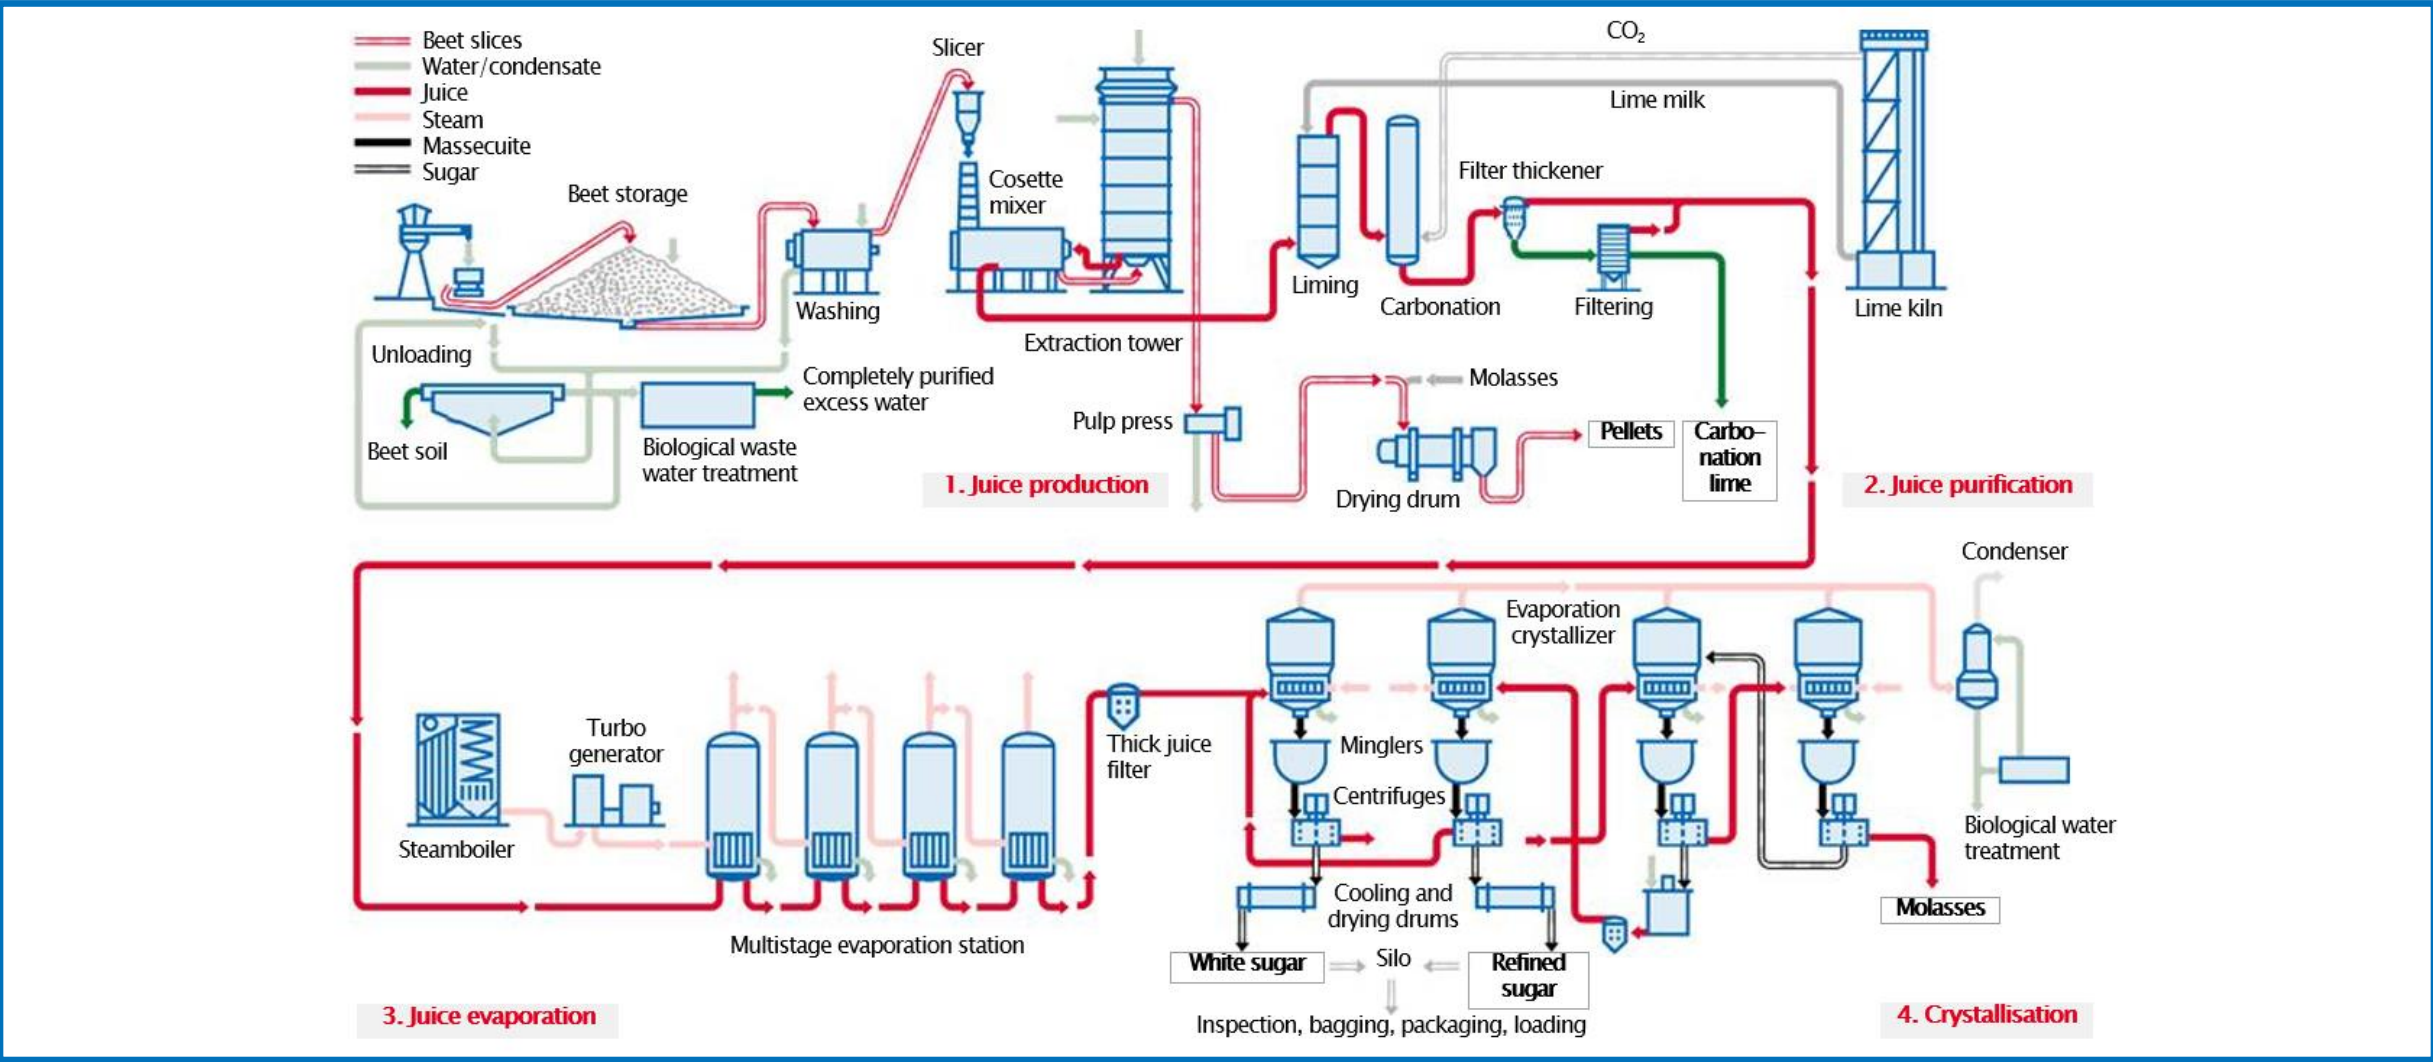 Beet slices
Water/condensate
Juice
Steam
Massecuite
Sugar
Beet storage
Slicer
Cosette
mixer
Washing
Unloading
Extraction tower
Completely purified
excess water
Beet soil
Biological waste
water treatment
Pulp press
1. Juice production
CO₂
Lime milk
Filter thickener
Liming
Carbonation
Filtering
Lime kiln
Molasses
Drying drum
Pellets
Carbo–
nation
lime
2. Juice purification
Condenser
Evaporation
crystallizer
Turbo
generator
Thick juice
filter
Minglers
Centrifuges
Steamboiler
Biological water
treatment
Cooling and
drying drums
Molasses
Multistage evaporation station
White sugar
Silo
Refined
sugar
Inspection, bagging, packaging, loading
3. Juice evaporation
4. Crystallisation